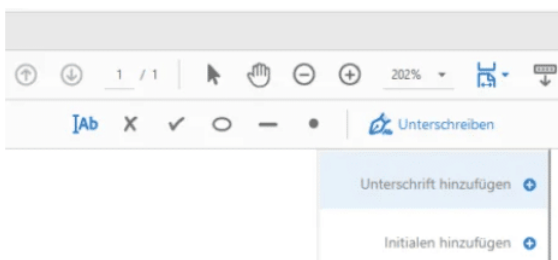 1 / 1 202%
IAb Unterschreiben
Unterschrift hinzufügen
Initialen hinzufügen